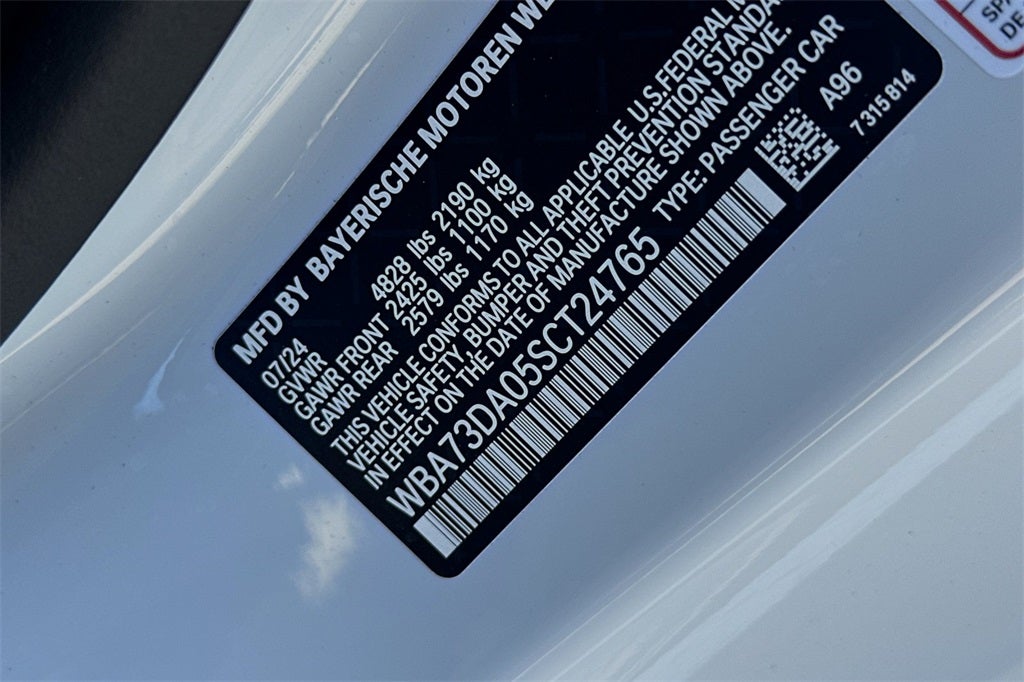 MFD BY BAYERISCHE MOTOREN
07/24
GVWR 4828 lbs 2190 kg
GAWR FRONT 2425 lbs 1100 kg
GAWR REAR 2579 lbs 1170 kg
THIS VEHICLE CONFORMS TO ALL APPLICABLE U.S.FEDERAL
VEHICLE SAFETY, BUMPER AND THEFT PREVENTION
IN EFFECT ON THE DATE OF MANUFACTURE SHOWN ABOVE.
WBA73DA05SCT24765 TYPE: PASSENGER CAR
A96
7 315 814